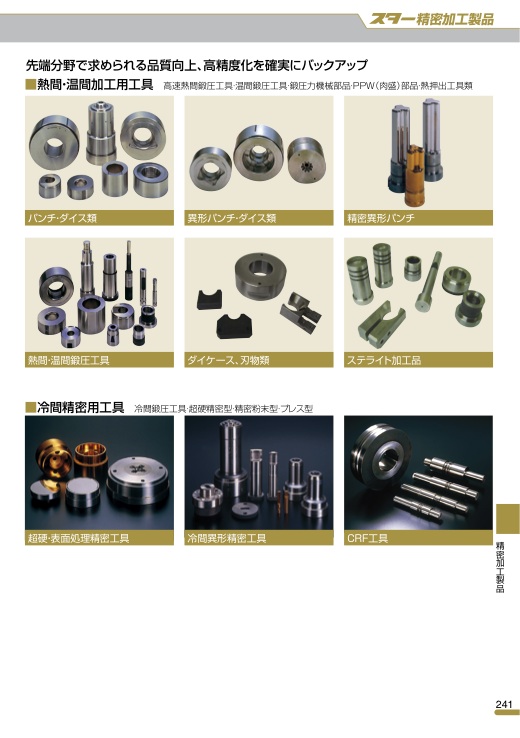 スター精密加工製品
先端分野で求められる品質向上、高精度化を確実にバックアップ
■熱間・温間加工用工具 高速熱間鍛圧工具・温間鍛圧工具・鍛圧力機械部品・PPW（肉盛）部品・熱押出工具類
パンチ・ダイス類
異形パンチ・ダイス類
精密異形パンチ
熱間・温間鍛圧工具
ダイケース、刃物類
ステライト加工品
■冷間精密用工具 冷間鍛圧工具・超硬精密型・精密粉末型・プレス型
超硬・表面処理精密工具
冷間異形精密工具
CRF工具
精密加工製品
241